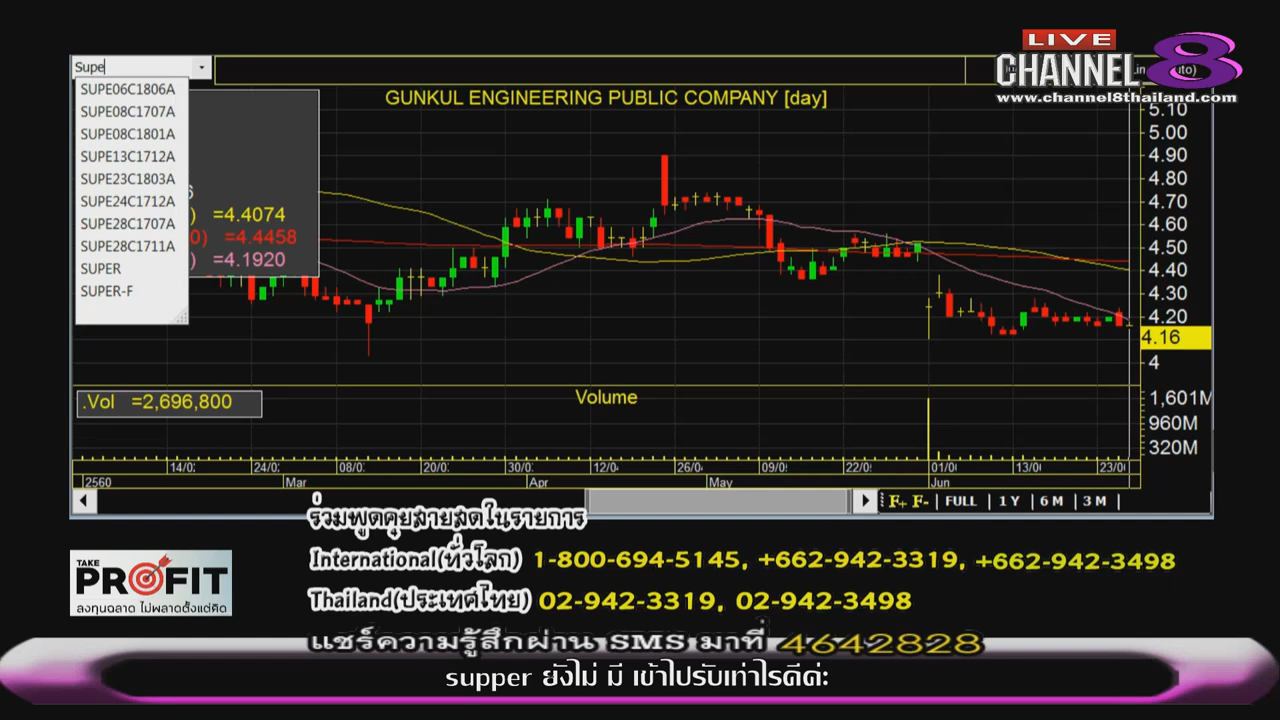 LIVE
CHANNEL 8
www.channel8thailand.com
Supe
SUPE06C1806A
SUPE08C1707A
SUPE08C1801A
SUPE13C1712A
SUPE23C1803A
SUPE24C1712A
SUPE28C1707A
SUPE28C1711A
SUPER
SUPER-F
GUNKUL ENGINEERING PUBLIC COMPANY [day]
=4.4074
=4.4458
=4.1920
5.10
5.00
4.90
4.80
4.70
4.60
4.50
4.40
4.30
4.20
4.16
4
.Vol =2,696,800
Volume
1,601M
960M
320M
14/0 24/0 08/0 20/0 30/0 12/0 26/0 09/0 22/0 01/0 13/0 23/0
2560 Mar Apr May Jun
F+ F- | FULL | 1 Y | 6 M | 3 M |
ร่วมพูดคุยสายสดในรายการ
International(ทั่วโลก) 1-800-694-5145, +662-942-3319, +662-942-3498
Thailand(ประเทศไทย) 02-942-3319, 02-942-3498
TAKE
PROFIT
ลงทุนฉลาด ไม่พลาดตั้งแต่คิด
แชร์ความรู้สึกผ่าน SMS มาที่ 4642828
supper ยังไม่ มี เข้าไปรับเท่าไรดีค่ะ